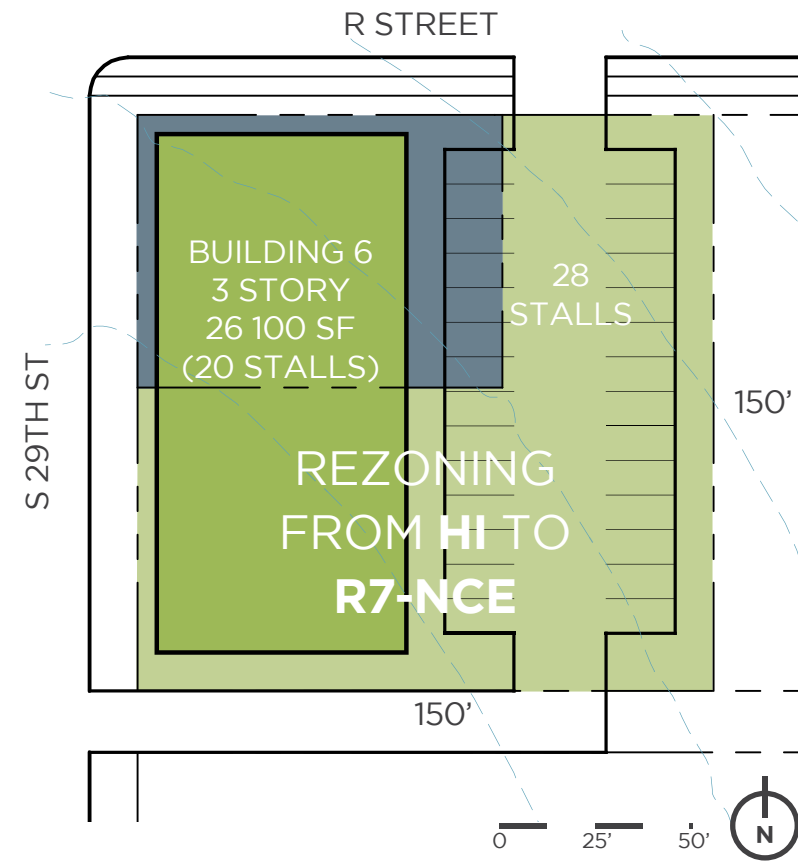 R STREET
BUILDING 6
3 STORY
26 100 SF
(20 STALLS)
28
STALLS
S 29TH ST
150'
REZONING
FROM HI TO
R7-NCE
150'
0 25' 50'
N